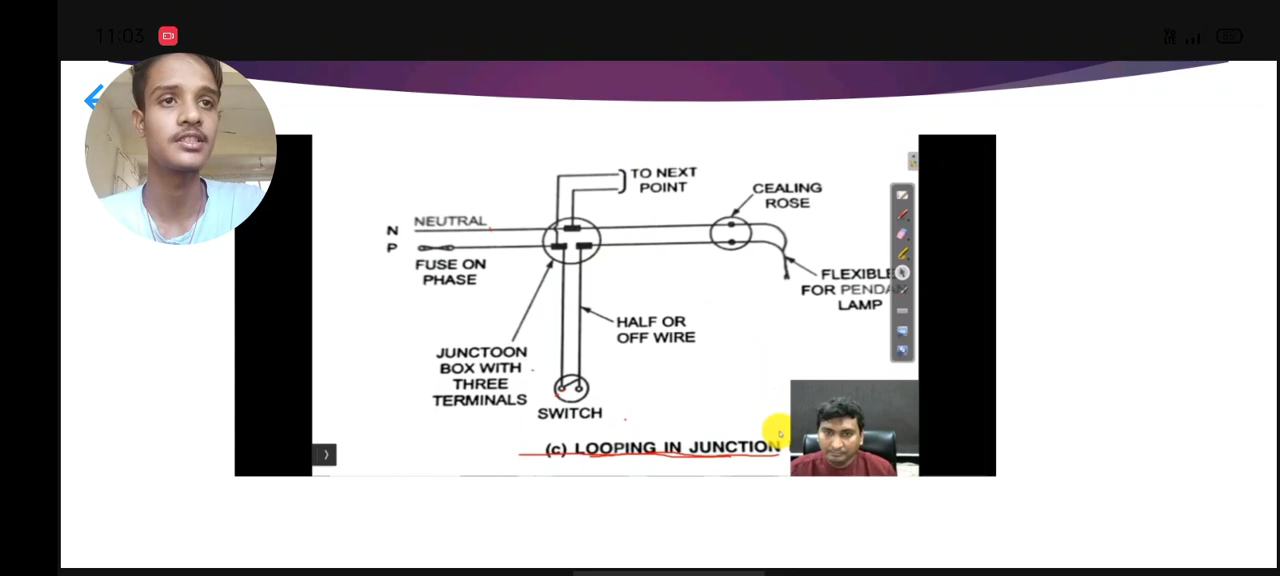 11:03
TO NEXT
POINT
CEALING
ROSE
N NEUTRAL
P
FUSE ON
PHASE
FLEXIBLE
FOR
LAMP
HALF OR
OFF WIRE
JUNCTOON
BOX WITH
THREE
TERMINALS
SWITCH
(c) LOOPING IN JUNCTION